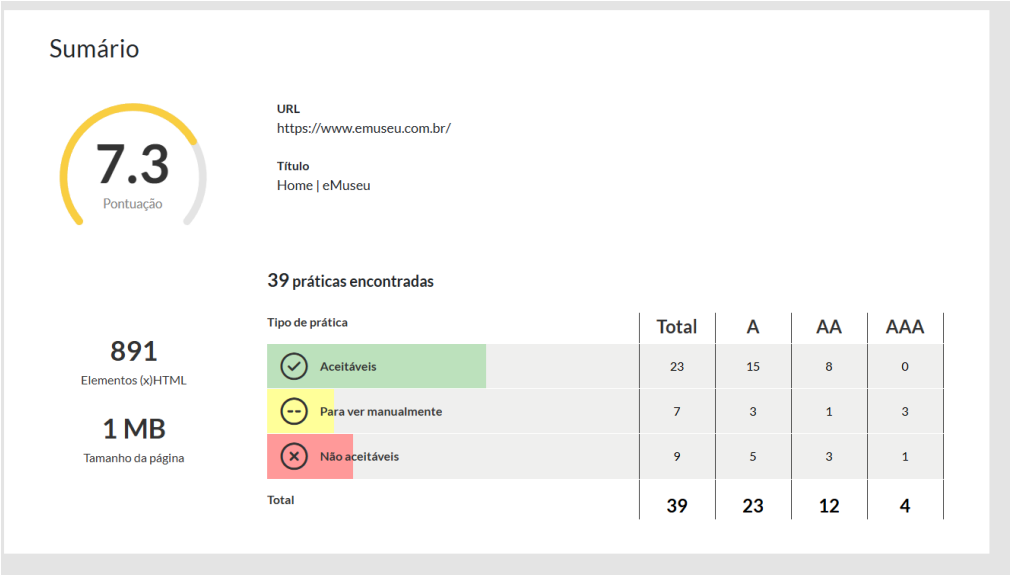 Sumário
7.3
Pontuação
URL
https://www.emuseu.com.br/
Título
Home | eMuseu
891
Elementos (x)HTML
1 MB
Tamanho da página
39 práticas encontradas
Tipo de prática Total A AA AAA
Aceitáveis 23 15 8 0
Para ver manualmente 7 3 1 3
Não aceitáveis 9 5 3 1
Total 39 23 12 4